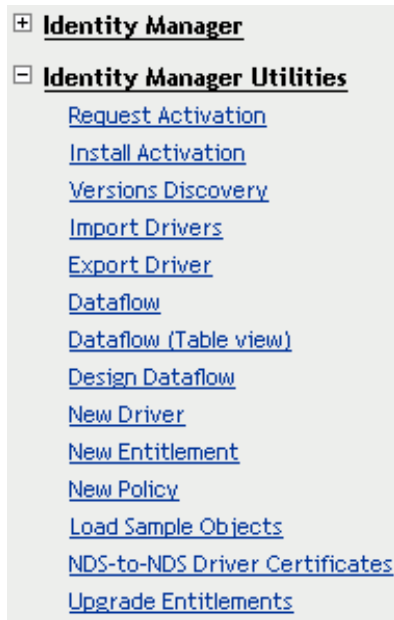 Identity Manager
Identity Manager Utilities
Request Activation
Install Activation
Versions Discovery
Import Drivers
Export Driver
Dataflow
Dataflow (Table view)
Design Dataflow
New Driver
New Entitlement
New Policy
Load Sample Objects
NDS-to-NDS Driver Certificates
Upgrade Entitlements